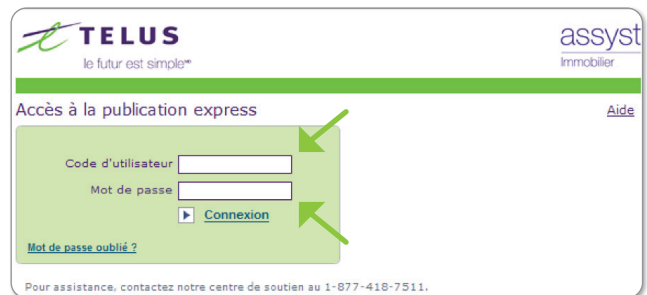 TELUS
le futur est simple
assyst
Immobilier
Accès à la publication express
Aide
Code d'utilisateur
Mot de passe
Connexion
Mot de passe oublié ?
Pour assistance, contactez notre centre de soutien au 1-877-418-7511.